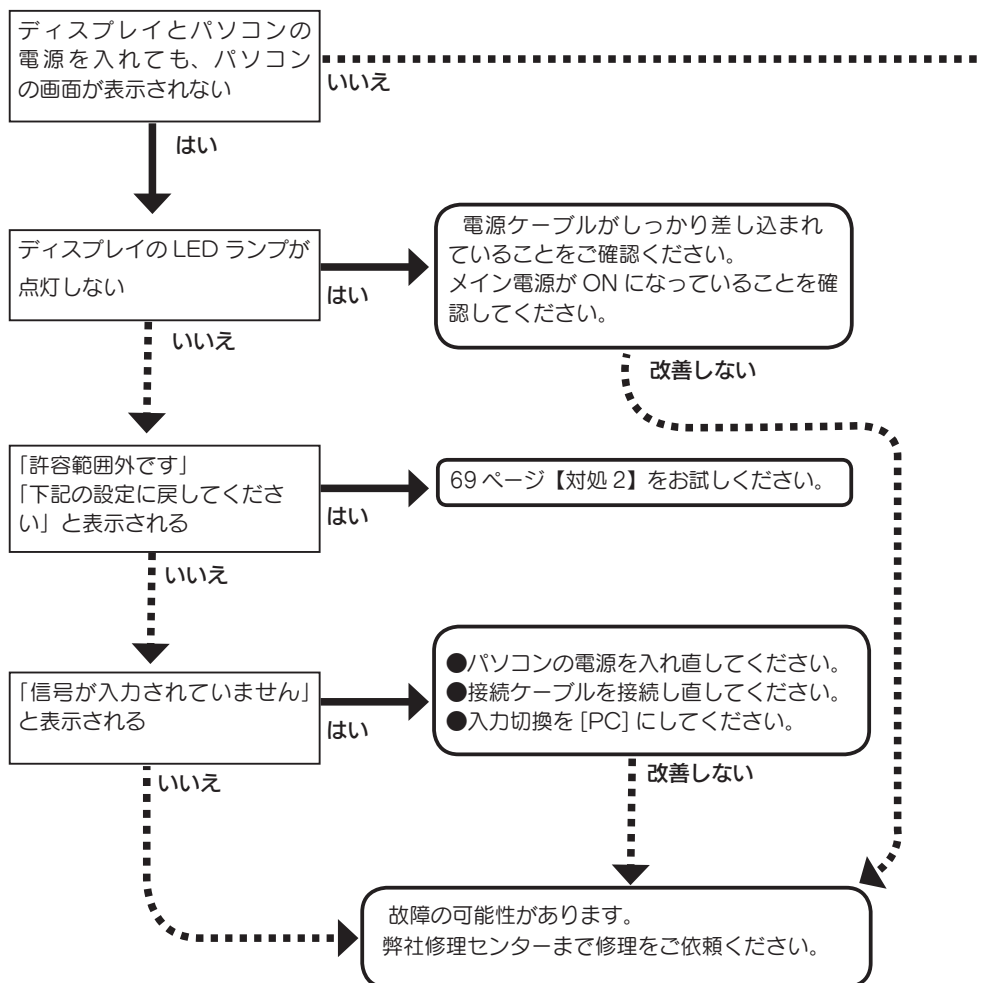 ディスプレイとパソコンの
電源を入れても、パソコン
の画面が表示されない
いいえ
はい
ディスプレイの LED ランプが
点灯しない
はい
電源ケーブルがしっかり差し込まれ
ていることをご確認ください。
メイン電源が ON になっていることを確
認してください。
いいえ
改善しない
「許容範囲外です」
「下記の設定に戻してくださ
い」と表示される
はい
69 ページ【対処 2】をお試しください。
いいえ
「信号が入力されていません」
と表示される
はい
●パソコンの電源を入れ直してください。
●接続ケーブルを接続し直してください。
●入力切換を [PC] にしてください。
いいえ
改善しない
故障の可能性があります。
弊社修理センターまで修理をご依頼ください。